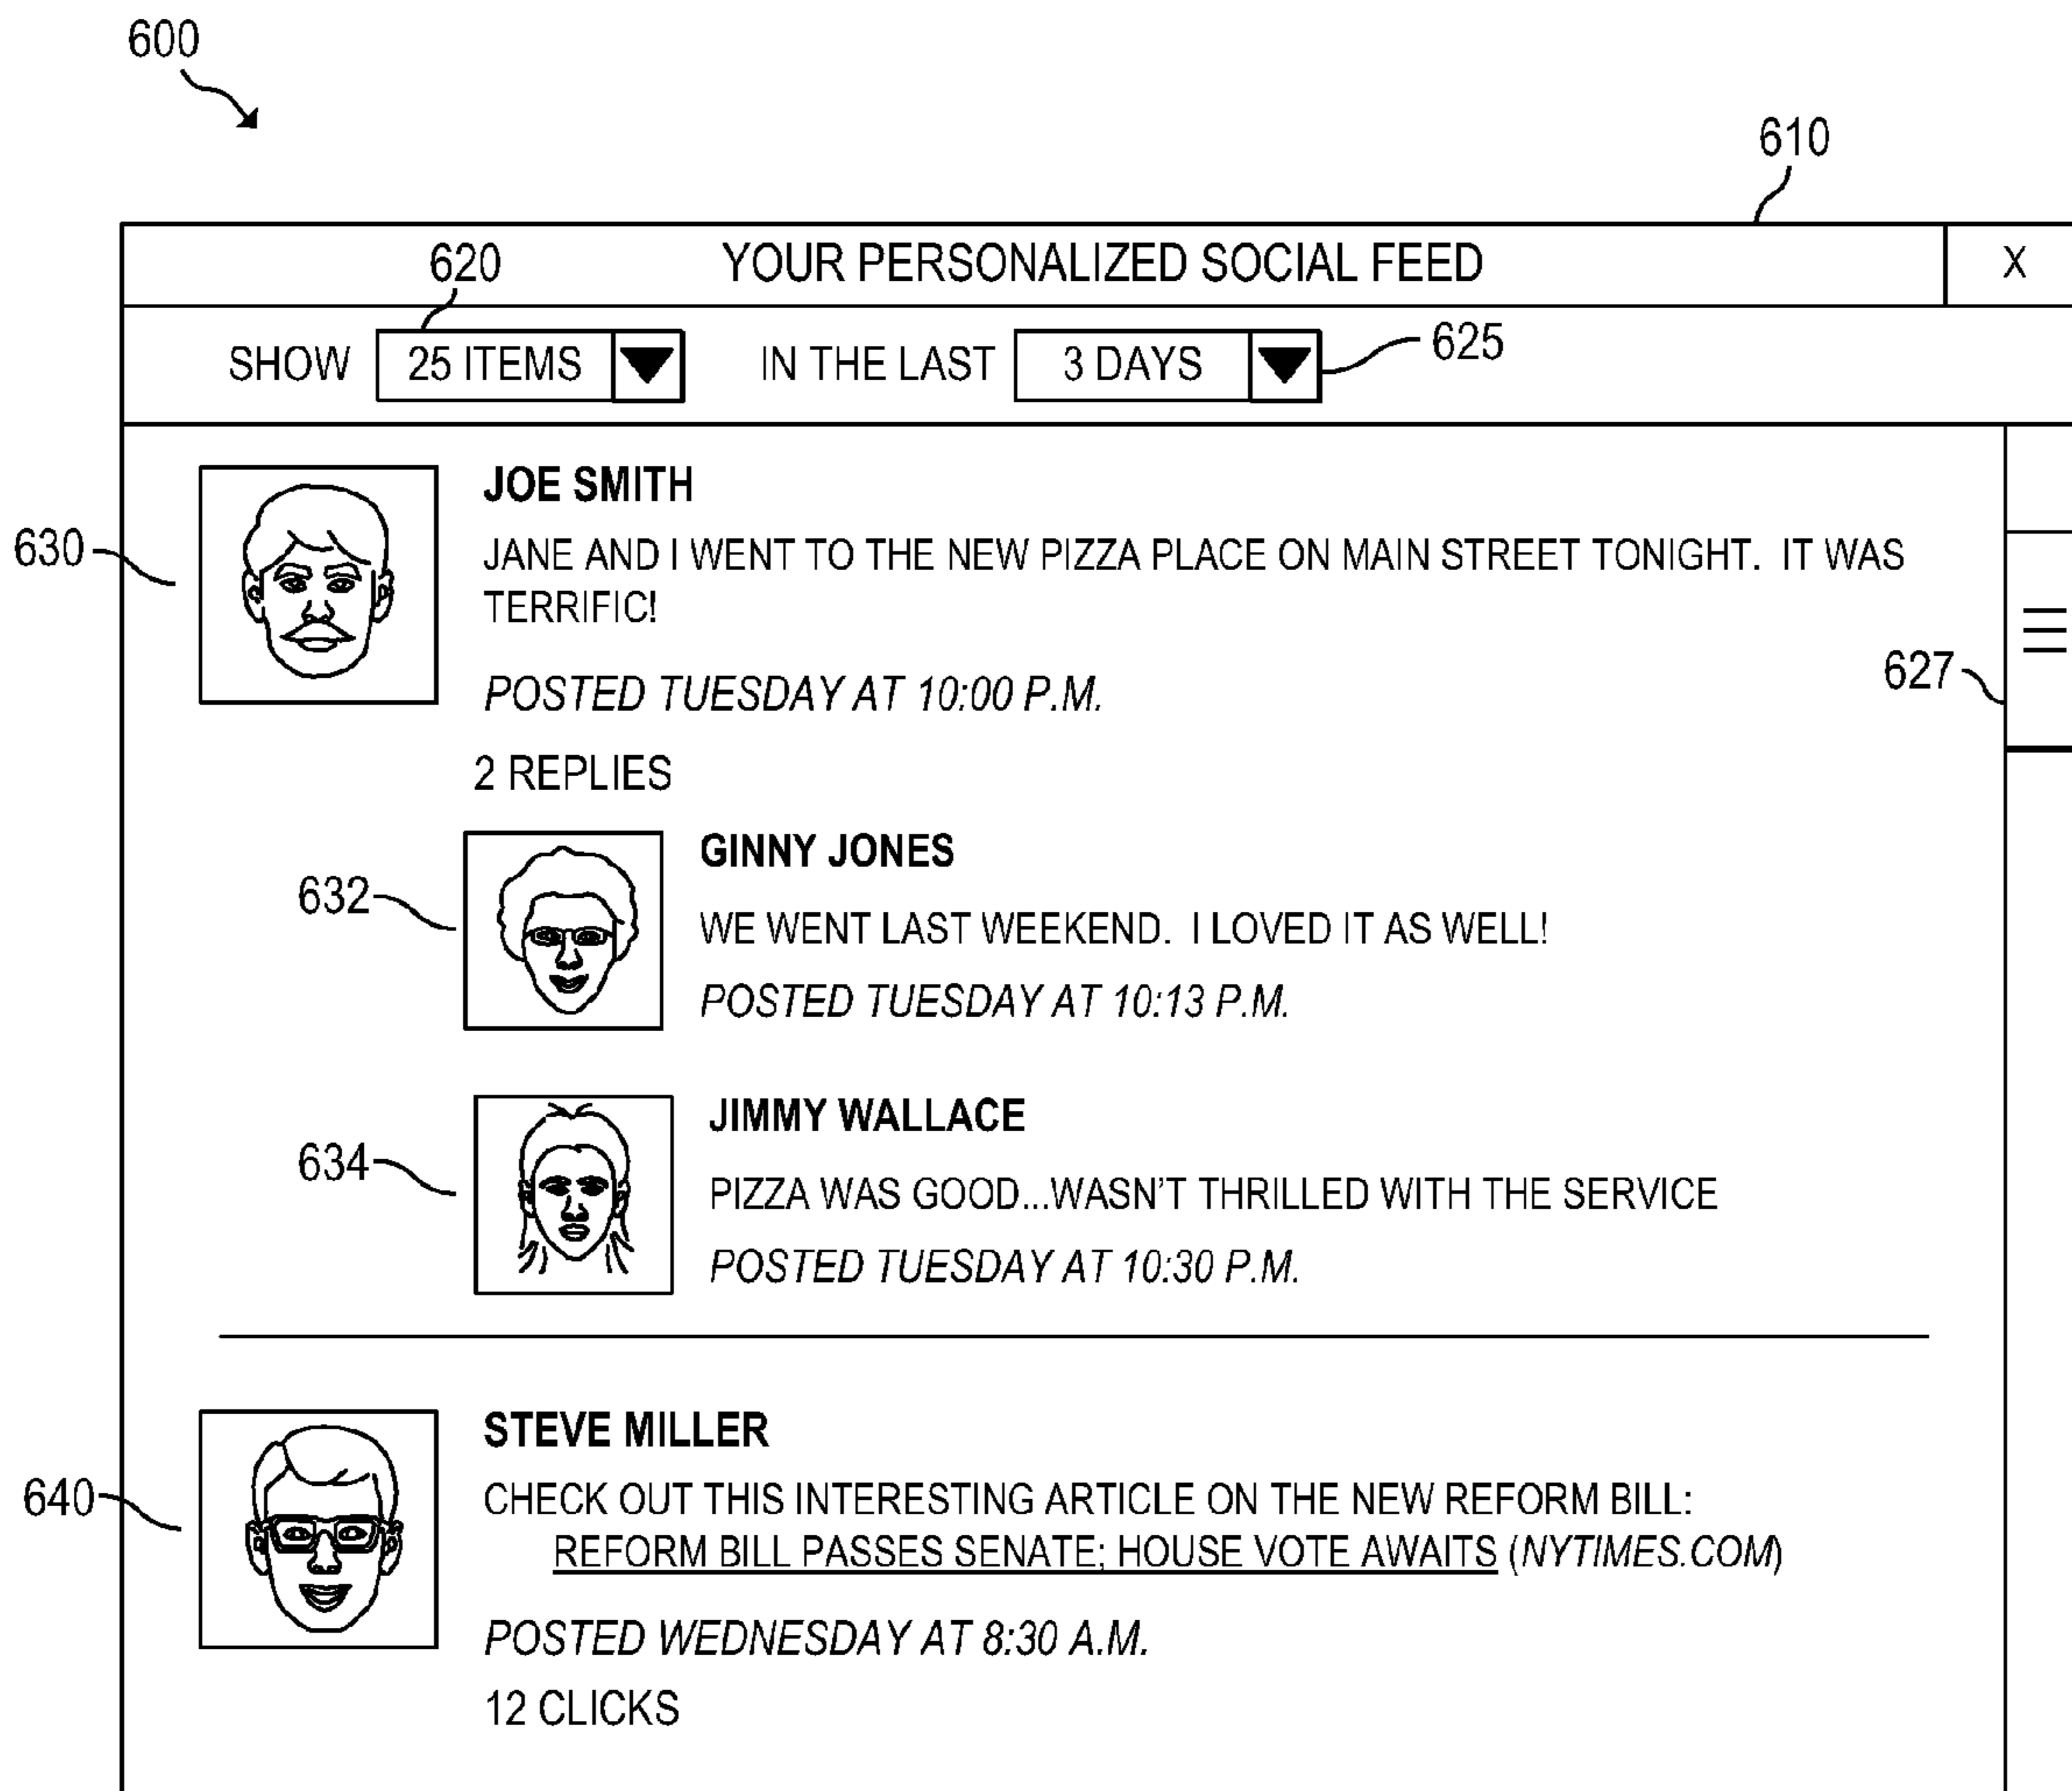 600
610
620
YOUR PERSONALIZED SOCIAL FEED
X
SHOW 25 ITEMS IN THE LAST 3 DAYS 625
JOE SMITH
630
JANE AND I WENT TO THE NEW PIZZA PLACE ON MAIN STREET TONIGHT. IT WAS
TERRIFIC!
627
POSTED TUESDAY AT 10:00 P.M.
2 REPLIES
GINNY JONES
632
WE WENT LAST WEEKEND. I LOVED IT AS WELL!
POSTED TUESDAY AT 10:13 P.M.
JIMMY WALLACE
634
PIZZA WAS GOOD...WASN'T THRILLED WITH THE SERVICE
POSTED TUESDAY AT 10:30 P.M.
STEVE MILLER
640
CHECK OUT THIS INTERESTING ARTICLE ON THE NEW REFORM BILL:
REFORM BILL PASSES SENATE; HOUSE VOTE AWAITS (NYTIMES.COM)
POSTED WEDNESDAY AT 8:30 A.M.
12 CLICKS